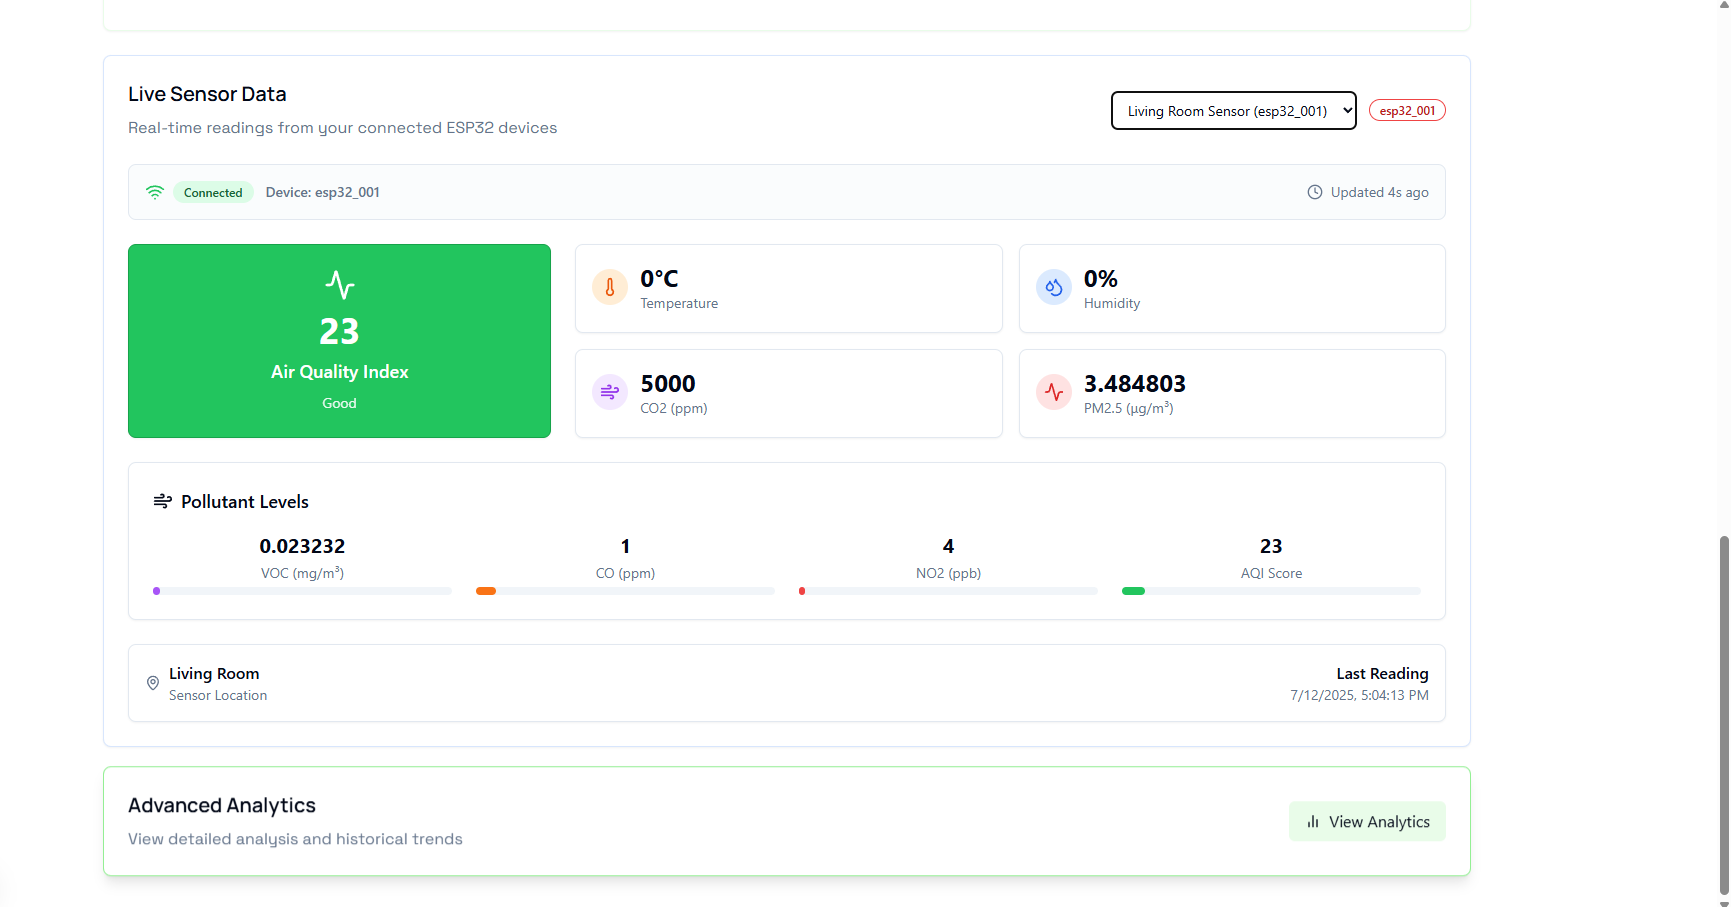 Live Sensor Data
Real-time readings from your connected ESP32 devices
Living Room Sensor (esp32_001)
esp32_001
Connected
Device: esp32_001
Updated 4s ago
23
Air Quality Index
Good
0°C
Temperature
0%
Humidity
5000
CO2 (ppm)
3.484803
PM2.5 (µg/m³)
Pollutant Levels
0.023232
VOC (mg/m³)
1
CO (ppm)
4
NO2 (ppb)
23
AQI Score
Living Room
Sensor Location
Last Reading
7/12/2025, 5:04:13 PM
Advanced Analytics
View detailed analysis and historical trends
View Analytics